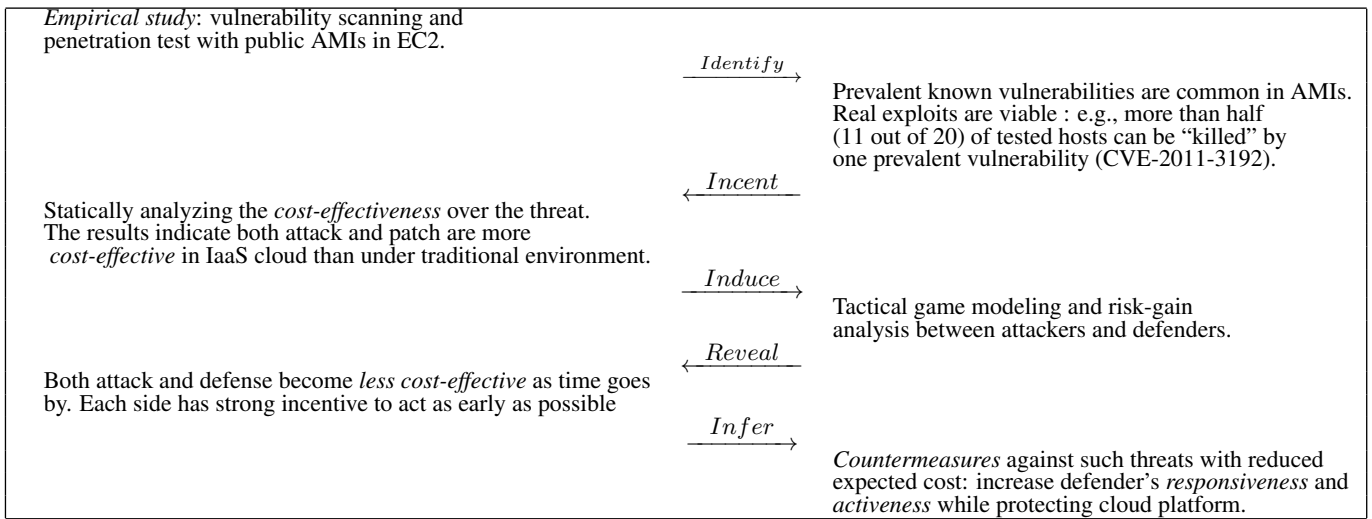 Empirical study: vulnerability scanning and
penetration test with public AMIs in EC2.
Identify
Prevalent known vulnerabilities are common in AMIs.
Real exploits are viable : e.g., more than half
(11 out of 20) of tested hosts can be “killed” by
one prevalent vulnerability (CVE-2011-3192).
Incent
Statically analyzing the cost-effectiveness over the threat.
The results indicate both attack and patch are more
cost-effective in IaaS cloud than under traditional environment.
Induce
Tactical game modeling and risk-gain
analysis between attackers and defenders.
Reveal
Both attack and defense become less cost-effective as time goes
by. Each side has strong incentive to act as early as possible
Infer
Countermeasures against such threats with reduced
expected cost: increase defender’s responsiveness and
activeness while protecting cloud platform.